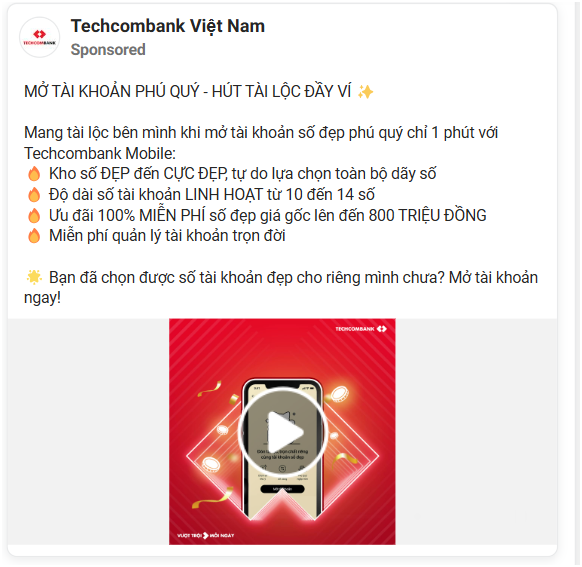 Techcombank Việt Nam
Sponsored
TECHCOMBANK
MỞ TÀI KHOẢN PHÚ QUÝ - HÚT TÀI LỘC ĐẦY VÍ ✨
Mang tài lộc bên mình khi mở tài khoản số đẹp phú quý chỉ 1 phút với
Techcombank Mobile:
🔥 Kho số ĐẸP đến CỰC ĐẸP, tự do lựa chọn toàn bộ dãy số
🔥 Độ dài số tài khoản LINH HOẠT từ 10 đến 14 số
🔥 Ưu đãi 100% MIỄN PHÍ số đẹp giá gốc lên đến 800 TRIỆU ĐỒNG
🔥 Miễn phí quản lý tài khoản trọn đời
🌟 Bạn đã chọn được số tài khoản đẹp cho riêng mình chưa? Mở tài khoản
ngay!
TECHCOMBANK
VƯỢT TRỘI MỖI NGÀY